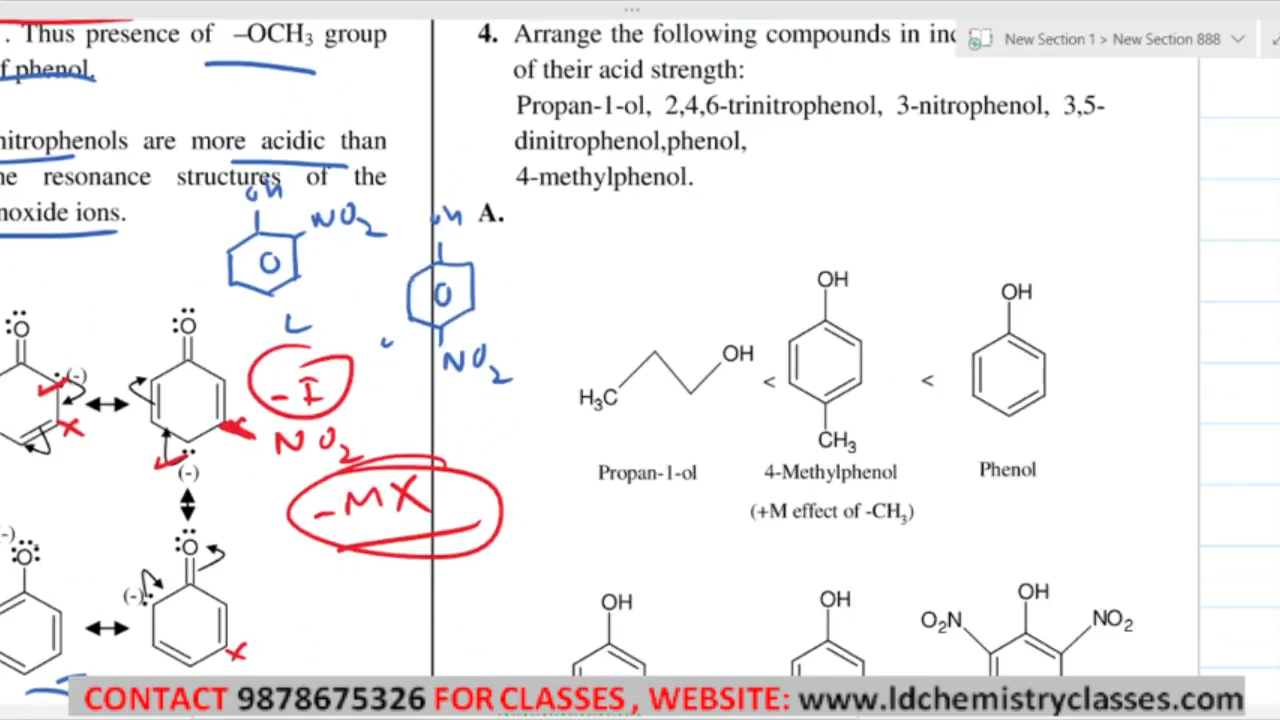 . Thus presence of –OCH3 group
f phenol.
nitrophenols are more acidic than
ne resonance structures of the
noxide ions.
OH
NO2
OH
NO2
:O
(-)
:O
(-)
- I
NO2
- M X
(-)
:O:
:O
(-)
4. Arrange the following compounds in inc
of their acid strength:
Propan-1-ol, 2,4,6-trinitrophenol, 3-nitrophenol, 3,5-
dinitrophenol,phenol,
4-methylphenol.
A.
New Section 1 > New Section 888
H3C OH < OH CH3 < OH
Propan-1-ol 4-Methylphenol Phenol
(+M effect of -CH3)
OH OH O2N OH NO2
CONTACT 9878675326 FOR CLASSES, WEBSITE: www.ldchemistryclasses.com